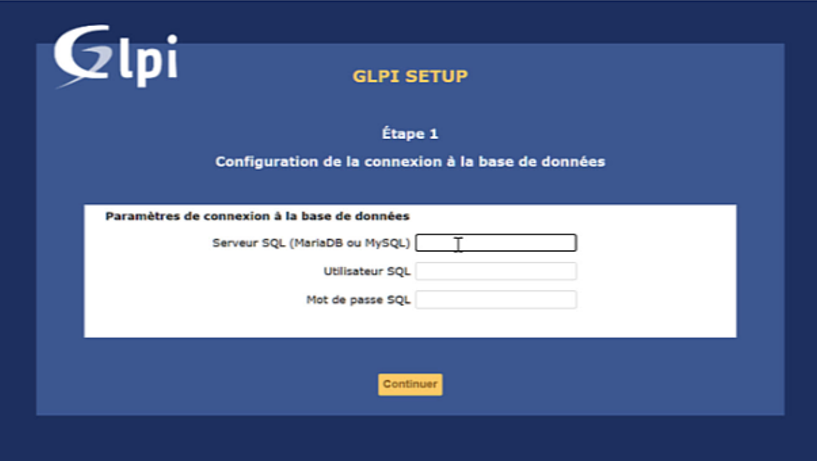 Glpi
GLPI SETUP
Étape 1
Configuration de la connexion à la base de données
Paramètres de connexion à la base de données
Serveur SQL (MariaDB ou MySQL)
Utilisateur SQL
Mot de passe SQL
Continuer